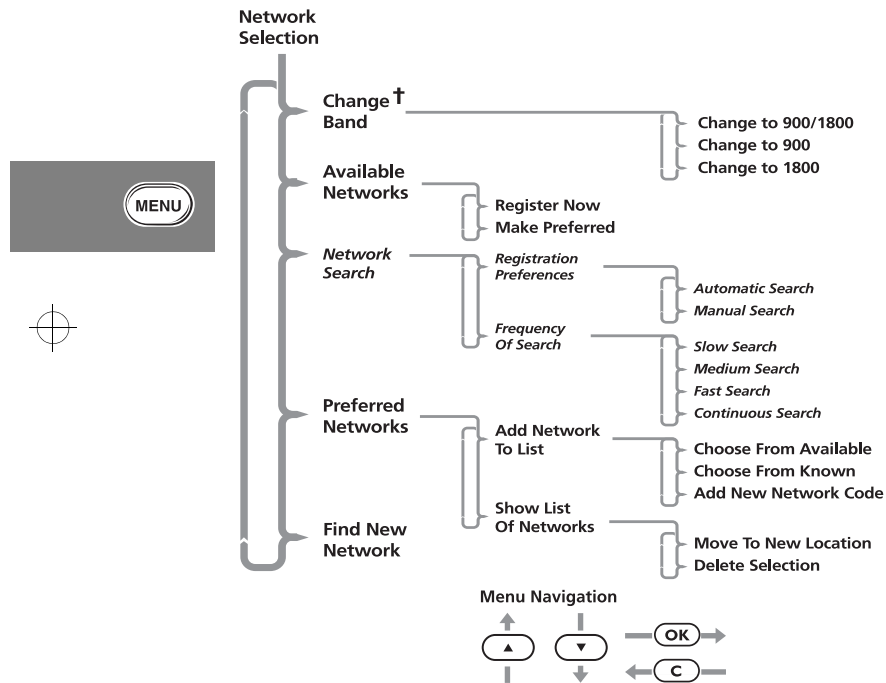 Network
Selection
Change †
Band
Change to 900/1800
Change to 900
Change to 1800
Available
Networks
Register Now
Make Preferred
MENU
Network
Search
Registration
Preferences
Automatic Search
Manual Search
Frequency
Of Search
Slow Search
Medium Search
Fast Search
Continuous Search
Preferred
Networks
Add Network
To List
Choose From Available
Choose From Known
Add New Network Code
Show List
Of Networks
Move To New Location
Delete Selection
Find New
Network
Menu Navigation
OK
C